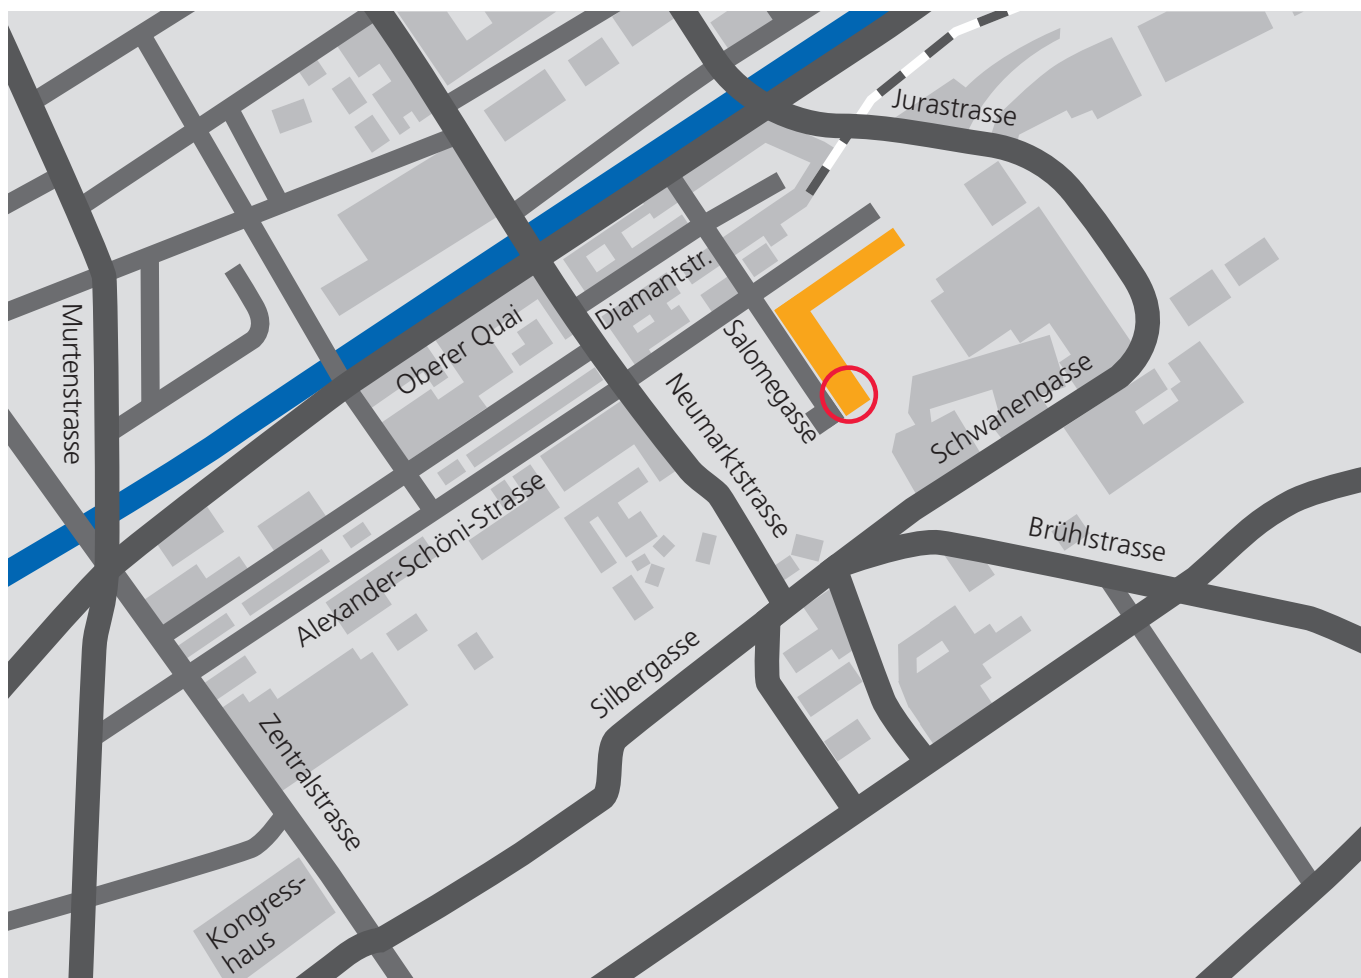 Jurastrasse
Diamantstr.
Murtenstrasse
Oberer Quai
Salomegasse
Schwanengasse
Neumarktstrasse
Alexander-Schöni-Strasse
Brühlstrasse
Silbergasse
Zentralstrasse
Kongress-
haus